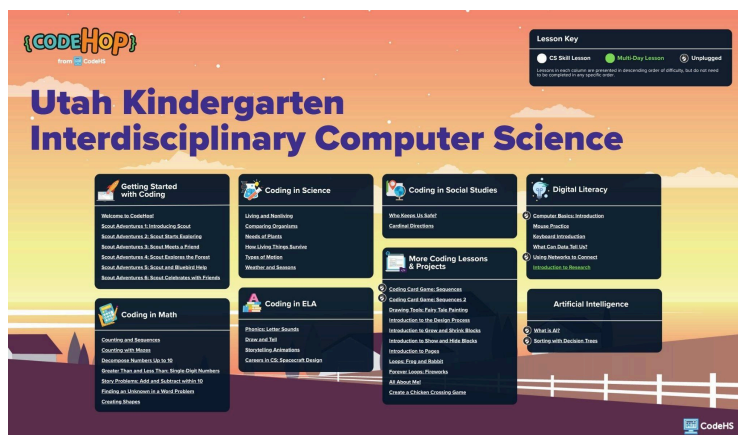 {CODEHOP}
from CodeHS
Lesson Key
CS Skill Lesson
Multi-Day Lesson
Unplugged
Lessons in each column are presented in descending order of difficulty, but do not need
to be completed in any specific order.
Utah Kindergarten
Interdisciplinary Computer Science
Getting Started
with Coding
Welcome to CodeHop!
Scout Adventures 1: Introducing Scout
Scout Adventures 2: Scout Starts Exploring
Scout Adventures 3: Scout Meets a Friend
Scout Adventures 4: Scout Explores the Forest
Scout Adventures 5: Scout and Bluebird Help
Scout Adventures 6: Scout Celebrates with Friends
Coding in Math
Counting and Sequences
Counting with Mazes
Decompose Numbers Up to 10
Greater Than and Less Than: Single-Digit Numbers
Story Problems: Add and Subtract within 10
Finding an Unknown in a Word Problem
Creating Shapes
Coding in Science
Living and Nonliving
Comparing Organisms
Needs of Plants
How Living Things Survive
Types of Motion
Weather and Seasons
Coding in ELA
Phonics: Letter Sounds
Draw and Tell
Storytelling Animations
Careers in CS: Spacecraft Design
Coding in Social Studies
Who Keeps Us Safe?
Cardinal Directions
More Coding Lessons
& Projects
Coding Card Game: Sequences
Coding Card Game: Sequences 2
Drawing Tools: Fairy Tale Painting
Introduction to the Design Process
Introduction to Grow and Shrink Blocks
Introduction to Show and Hide Blocks
Introduction to Pages
Loops: Frog and Rabbit
Forever Loops: Fireworks
All About Me!
Create a Chicken Crossing Game
Digital Literacy
Computer Basics: Introduction
Mouse Practice
Keyboard Introduction
What Can Data Tell Us?
Using Networks to Connect
Introduction to Research
Artificial Intelligence
What is AI?
Sorting with Decision Trees
CodeHS